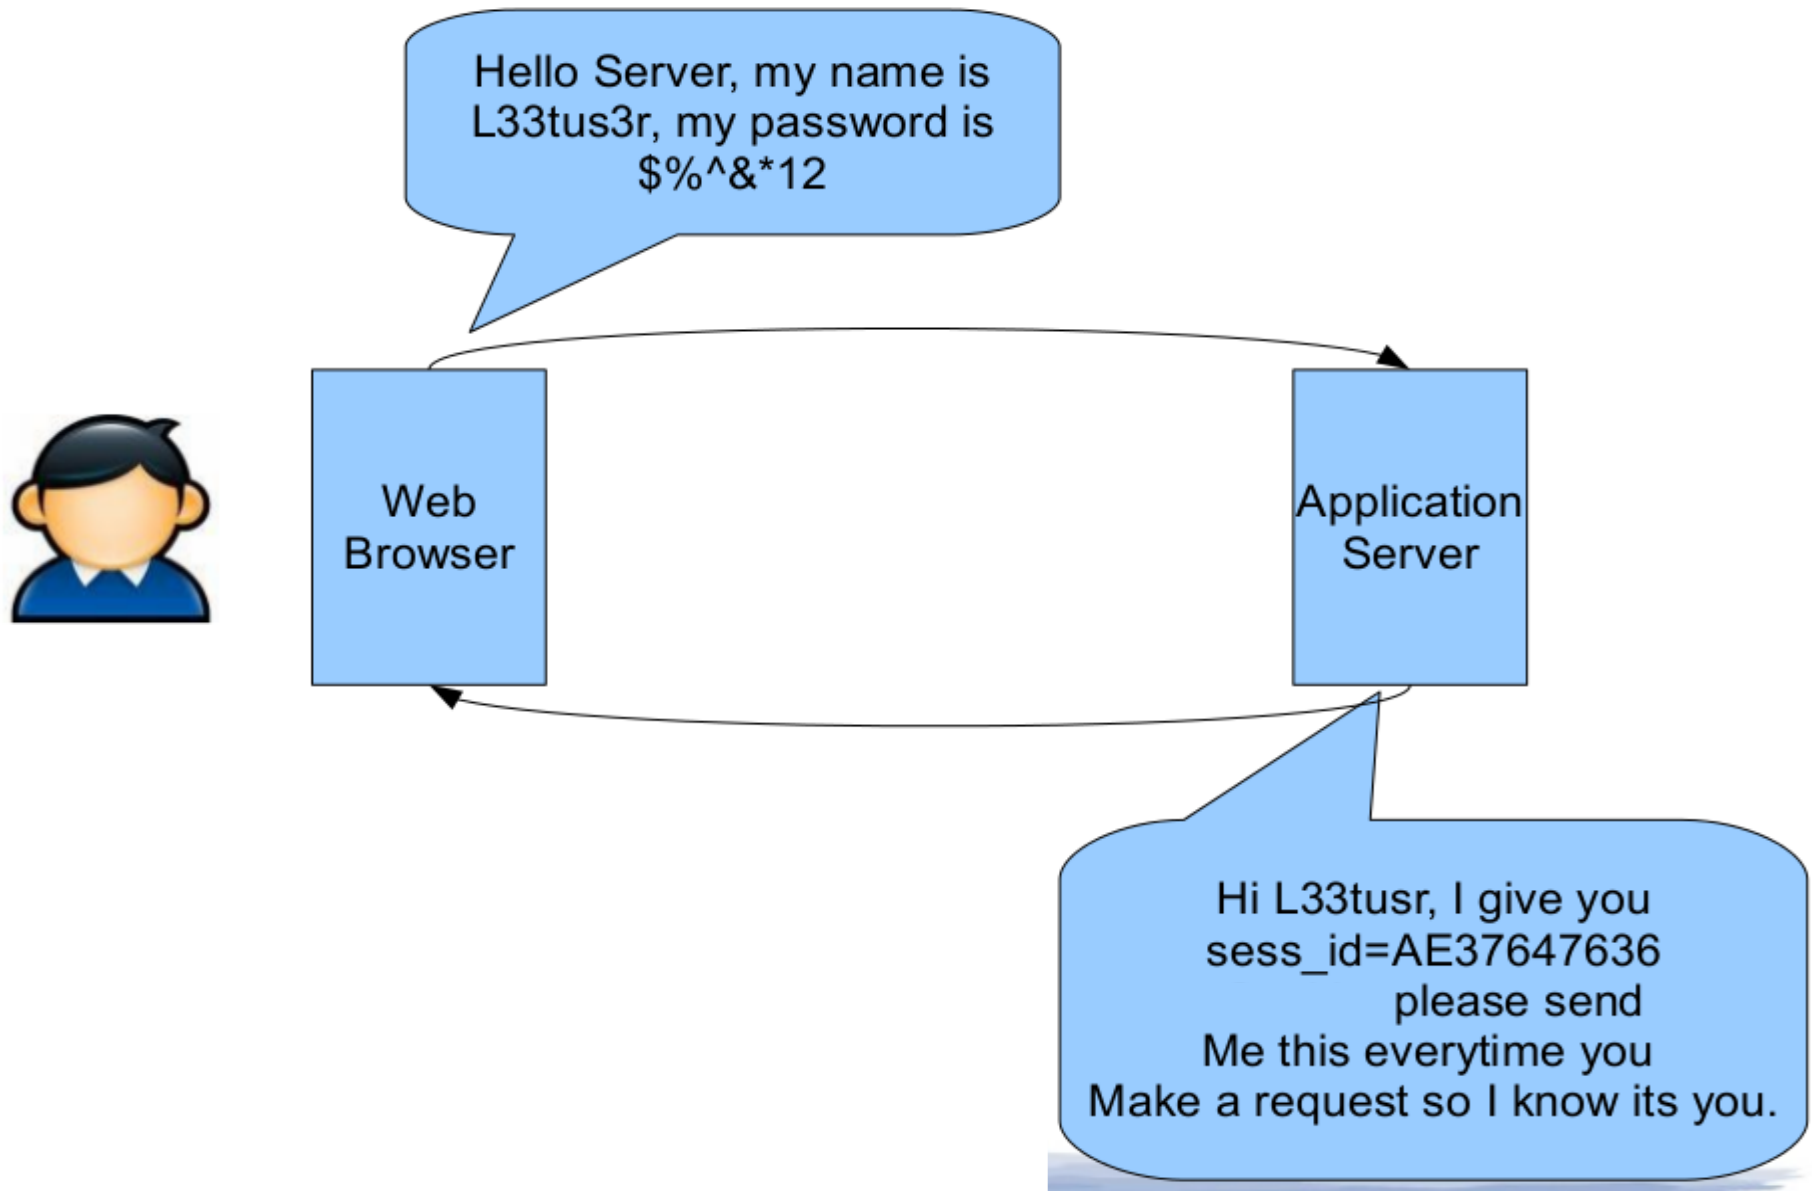 Hello Server, my name is
L33tus3r, my password is
$%^&*12
Web
Browser
Application
Server
Hi L33tusr, I give you
sess_id=AE37647636
please send
Me this everytime you
Make a request so I know its you.